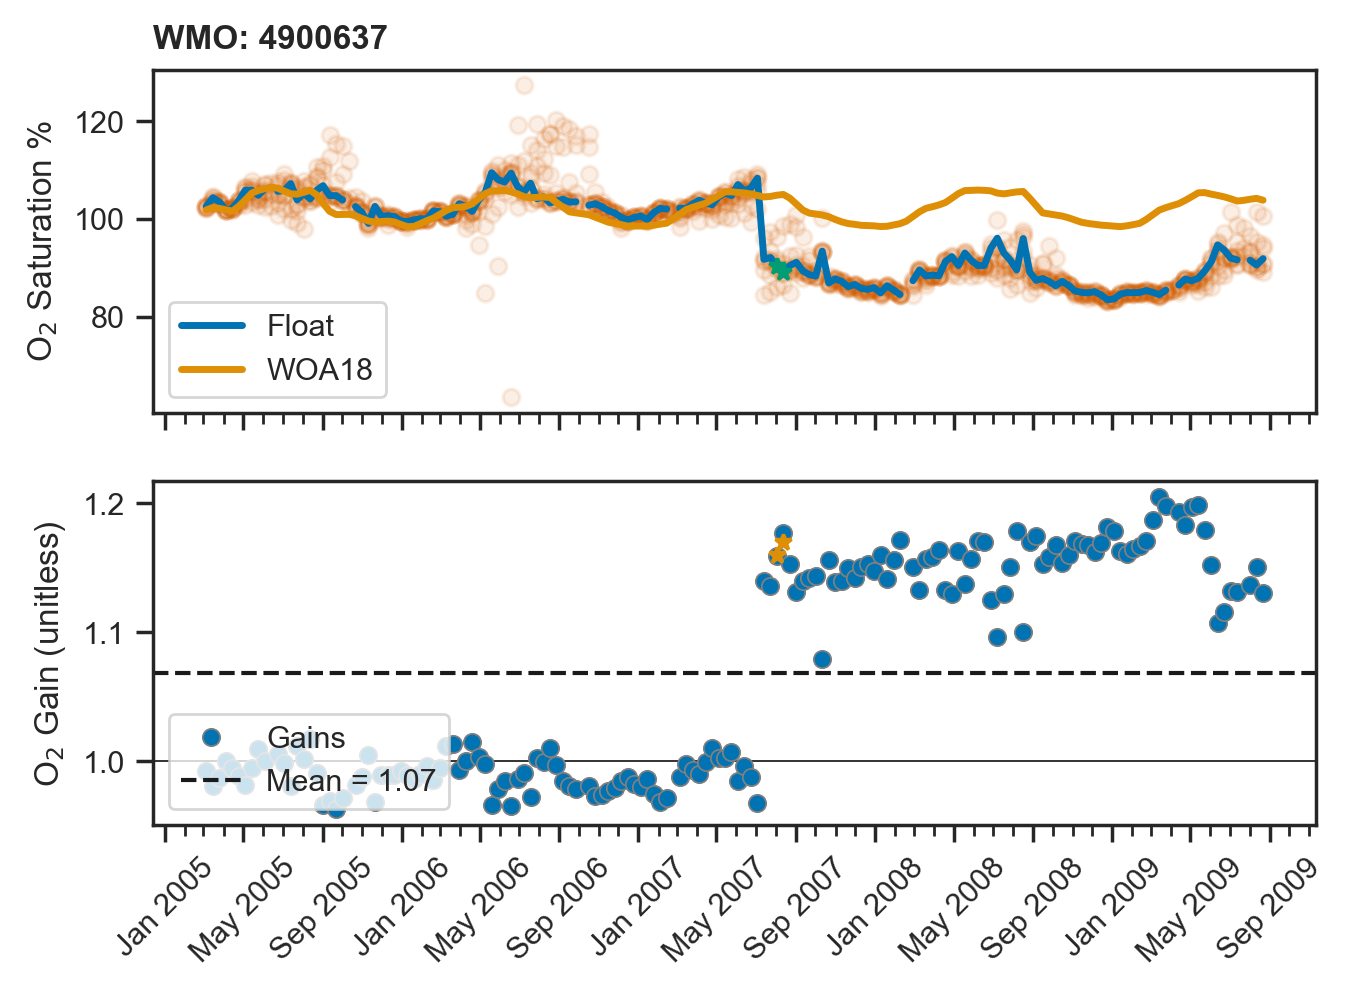 WMO: 4900637
O₂ Saturation %
120
100
80
Float
WOA18
O₂ Gain (unitless)
1.2
1.1
1.0
Gains
Mean = 1.07
Jan 2005
May 2005
Sep 2005
Jan 2006
May 2006
Sep 2006
Jan 2007
May 2007
Sep 2007
Jan 2008
May 2008
Sep 2008
Jan 2009
May 2009
Sep 2009